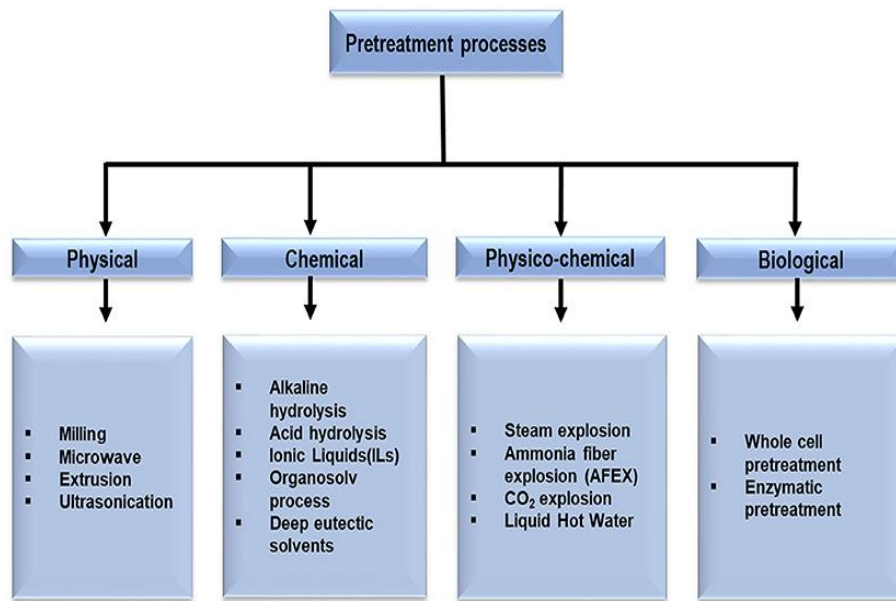 Pretreatment processes
Physical
Chemical
Physico-chemical
Biological
▪ Milling
▪ Microwave
▪ Extrusion
▪ Ultrasonication
▪ Alkaline
hydrolysis
▪ Acid hydrolysis
▪ Ionic Liquids(ILs)
▪ Organosolv
process
▪ Deep eutectic
solvents
▪ Steam explosion
▪ Ammonia fiber
explosion (AFEX)
▪ CO₂ explosion
▪ Liquid Hot Water
▪ Whole cell
pretreatment
▪ Enzymatic
pretreatment